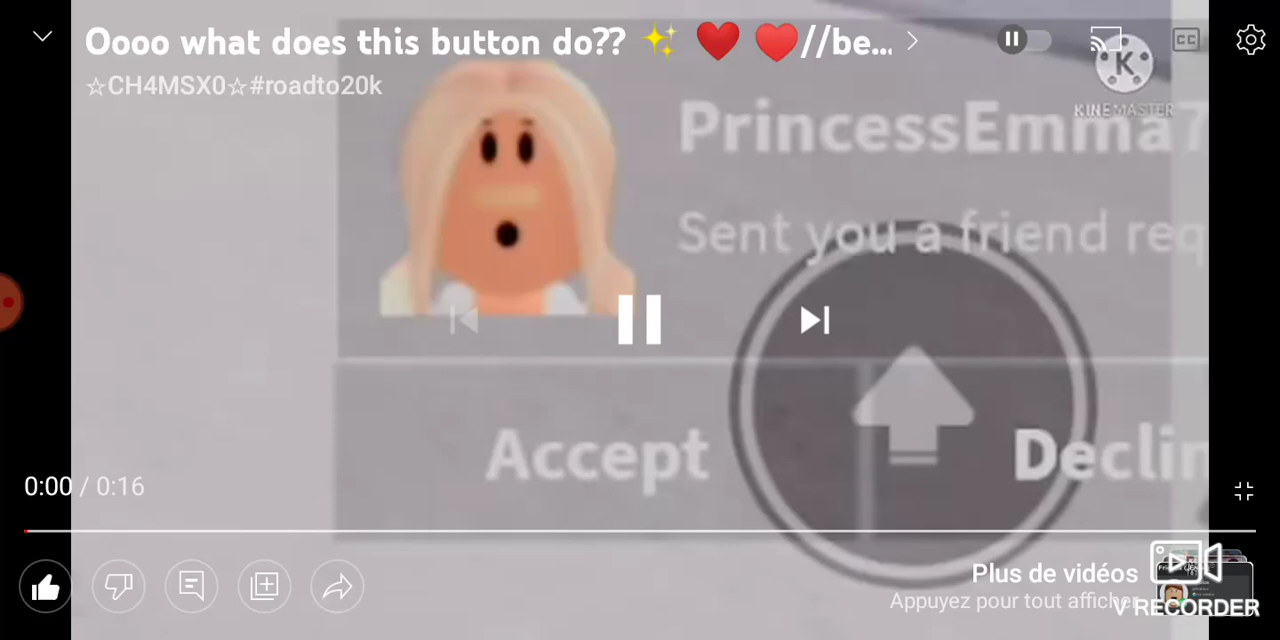 Oooo what does this button do?? ✨ ❤️ ♥️//be...
☆CH4MSX0☆#roadto20k
CC
K
KINEMASTER
PrincessEmma7
Sent you a friend req
Accept
Declin
0:00 / 0:16
Plus de vidéos
Appuyez pour tout afficher
V RECORDER